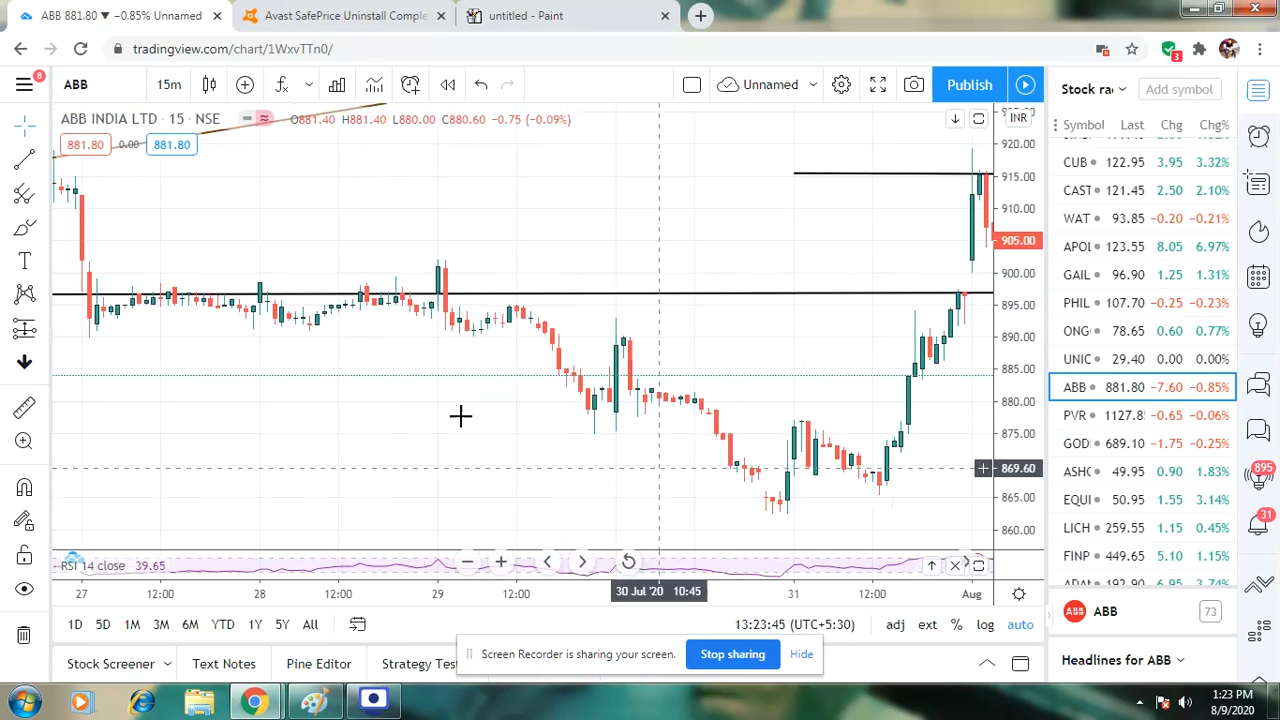 ABB 881.80 ▼ −0.85% Unnamed
Avast SafePrice Uninstall Comple
untitled - Paint
tradingview.com/chart/1WxvTTn0/
3
8
ABB 15m Unnamed Publish
Stock ra Add symbol
ABB INDIA LTD · 15 · NSE C881.40 H881.40 L880.00 C880.60 −0.75 (−0.09%)
INR
881.80 0.00 881.80
Symbol Last Chg Chg%
920.00
915.00
910.00
905.00
900.00
895.00
890.00
885.00
880.00
875.00
869.60
865.00
860.00
CUB 122.95 3.95 3.32%
CAST 121.45 2.50 2.10%
WAT 93.85 −0.20 −0.21%
APOL 123.55 8.05 6.97%
GAIL 96.90 1.25 1.31%
PHIL 107.70 −0.25 −0.23%
ONG 78.65 0.60 0.77%
UNIC 29.40 0.00 0.00%
ABB 881.80 −7.60 −0.85%
PVR 1127.8 −0.65 −0.06%
GOD 689.10 −1.75 −0.25%
ASHC 49.95 0.90 1.83%
EQUI 50.95 1.55 3.14%
LICH 259.55 1.15 0.45%
FINP 449.65 5.10 1.15%
192.90 6.95 3.74%
895
31
RSI 14 close 39.65
27 12:00 28 12:00 29 12:00 30 Jul '20 10:45 31 12:00 Aug
1D 5D 1M 3M 6M YTD 1Y 5Y All
13:23:45 (UTC+5:30) adj ext % log auto
ABB 73
Screen Recorder is sharing your screen. Stop sharing Hide
Stock Screener Text Notes Pine Editor Strategy Test
Headlines for ABB
1:23 PM
8/9/2020